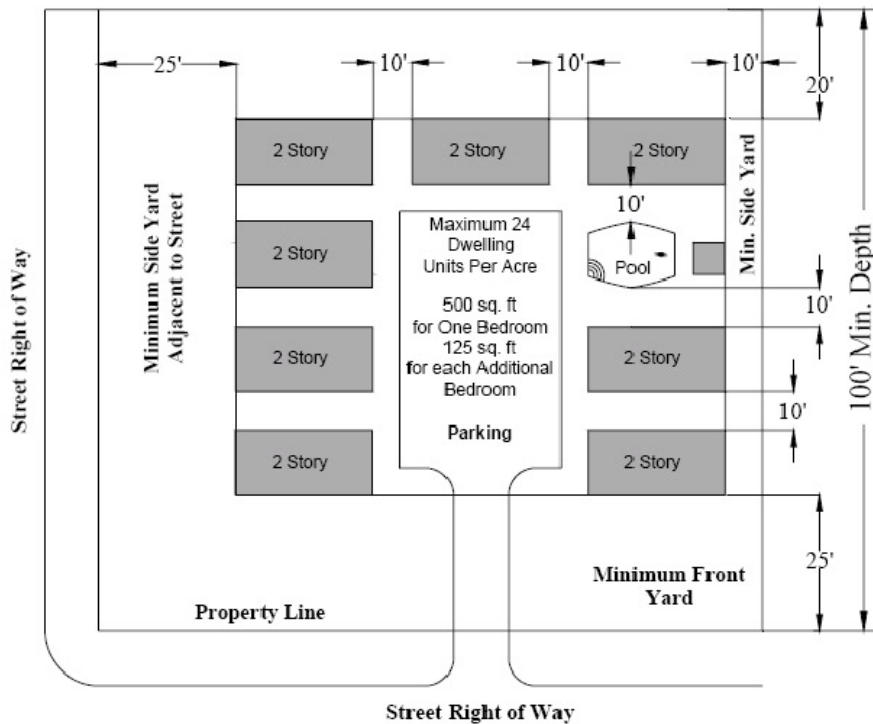 25'
10'
10'
10'
20'
2 Story
2 Story
2 Story
Street Right of Way
Minimum Side Yard
Adjacent to Street
2 Story
Maximum 24
Dwelling
Units Per Acre
500 sq. ft
for One Bedroom
125 sq. ft
for each Additional
Bedroom
Parking
10'
Pool
Min. Side Yard
10'
100' Min. Depth
2 Story
2 Story
10'
2 Story
2 Story
25'
Minimum Front
Yard
Property Line
Street Right of Way